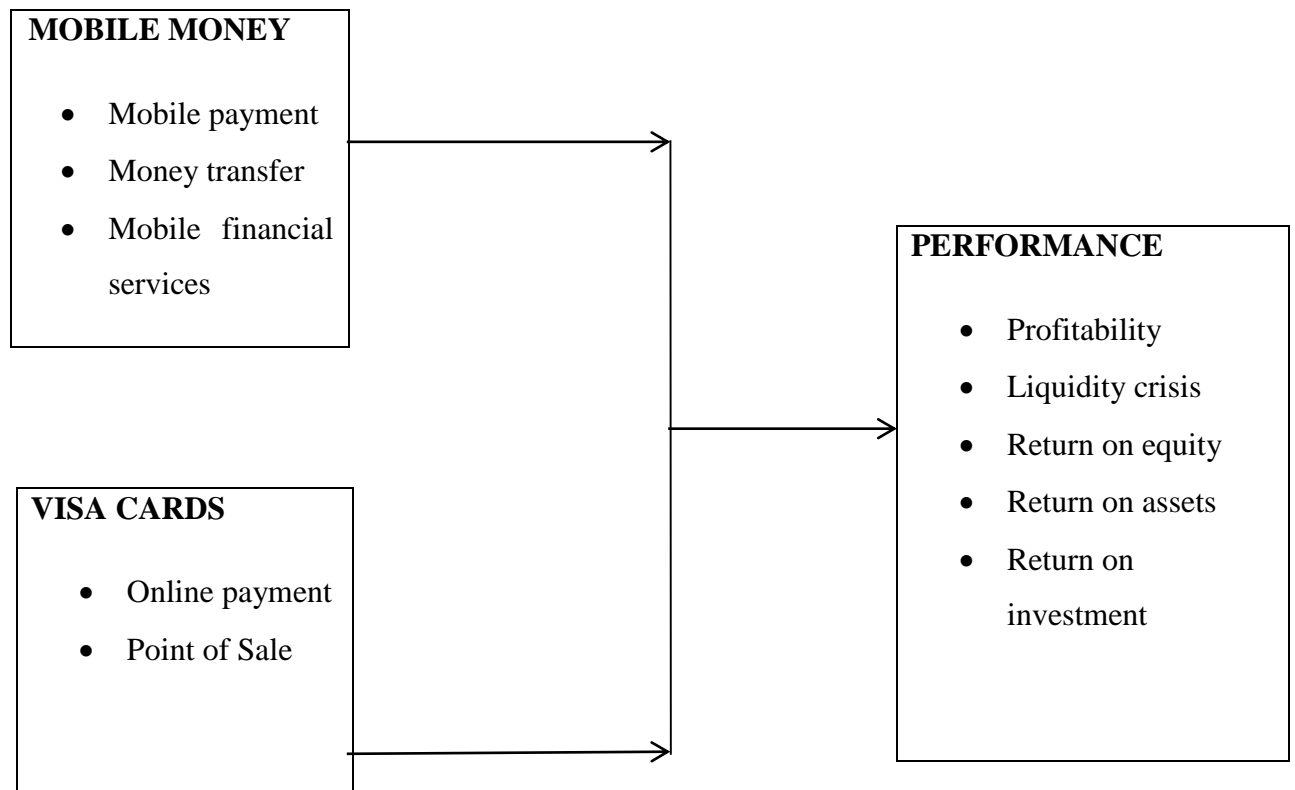 MOBILE MONEY
• Mobile payment
• Money transfer
• Mobile financial
services
PERFORMANCE
• Profitability
• Liquidity crisis
• Return on equity
• Return on assets
• Return on
investment
VISA CARDS
• Online payment
• Point of Sale